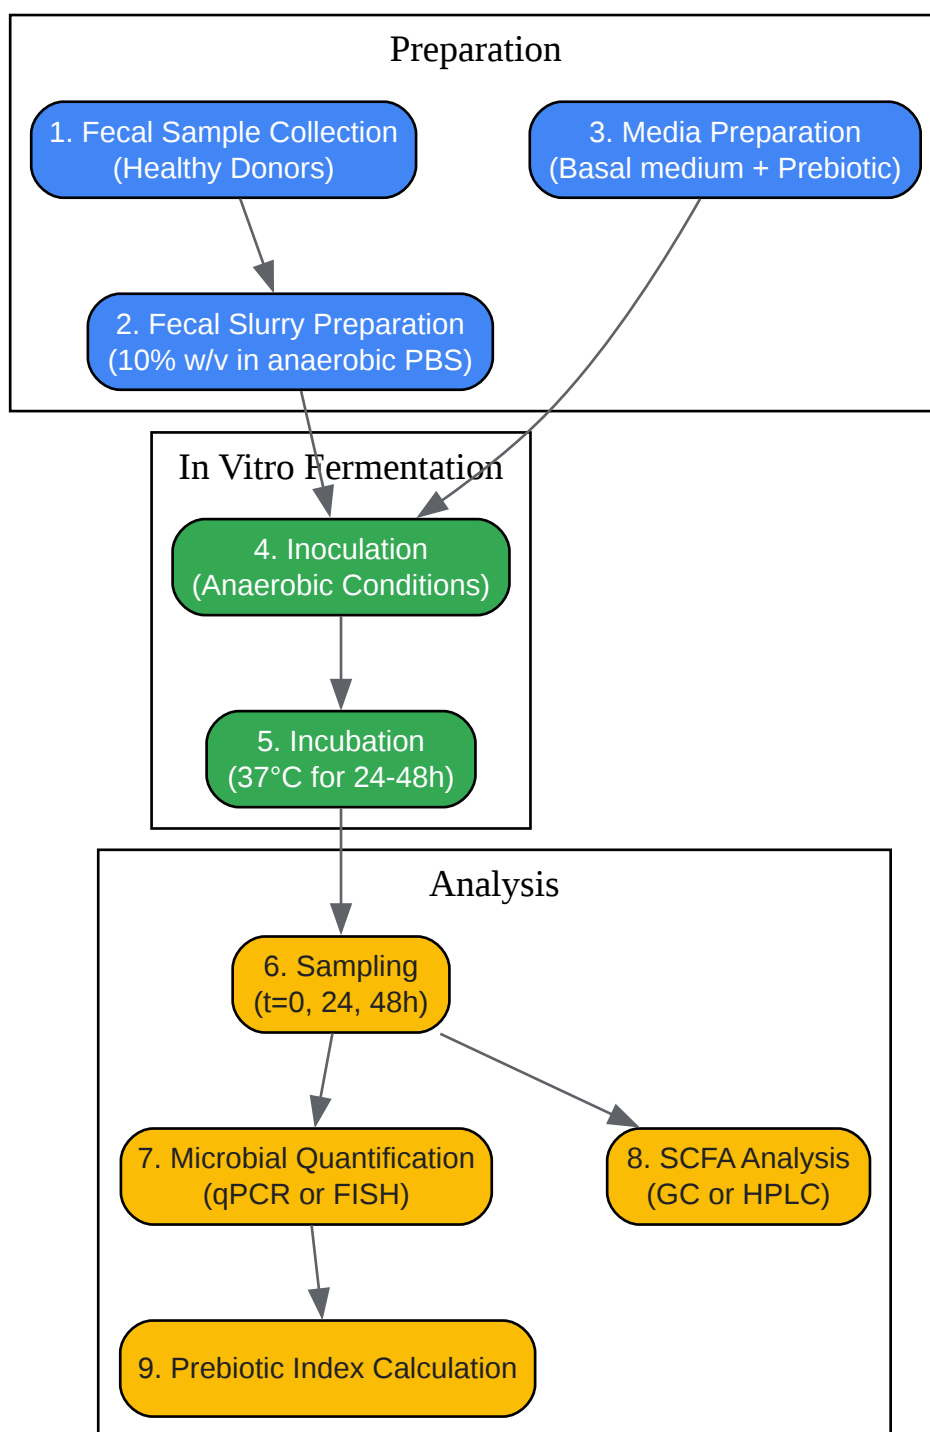 Preparation
1. Fecal Sample Collection
(Healthy Donors)
3. Media Preparation
(Basal medium + Prebiotic)
2. Fecal Slurry Preparation
(10% w/v in anaerobic PBS)
In Vitro Fermentation
4. Inoculation
(Anaerobic Conditions)
5. Incubation
(37°C for 24-48h)
Analysis
6. Sampling
(t=0, 24, 48h)
7. Microbial Quantification
(qPCR or FISH)
8. SCFA Analysis
(GC or HPLC)
9. Prebiotic Index Calculation